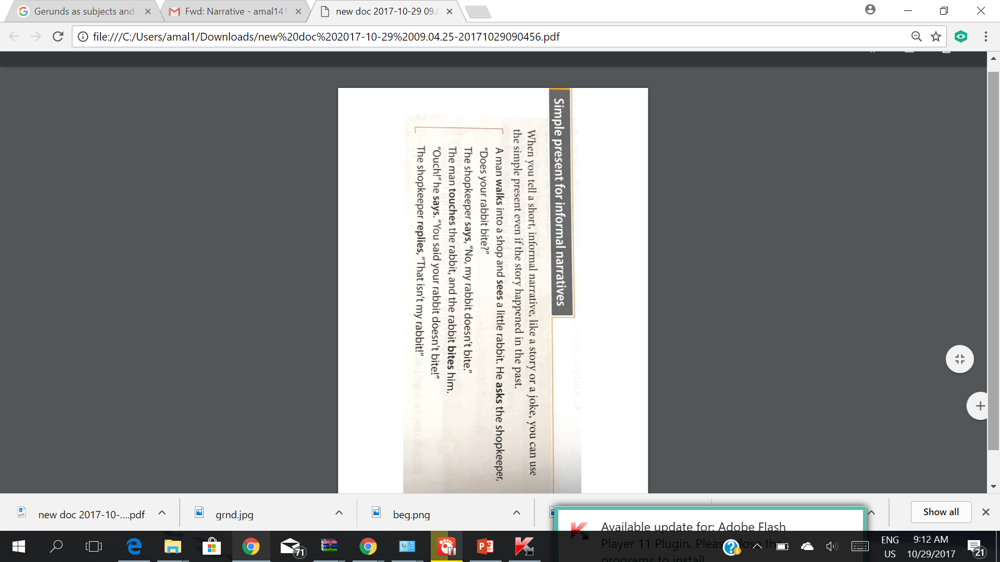 Gerunds as subjects and
Fwd: Narrative - amal141
new doc 2017-10-29 09.0
file:///C:/Users/amal1/Downloads/new%20doc%202017-10-29%2009.04.25-20171029090456.pdf
Simple present for informal narratives
When you tell a short, informal narrative, like a story or a joke, you can use
the simple present even if the story happened in the past.
A man walks into a shop and sees a little rabbit. He asks the shopkeeper,
"Does your rabbit bite?"
The shopkeeper says, "No, my rabbit doesn't bite."
The man touches the rabbit, and the rabbit bites him.
"Ouch!" he says. "You said your rabbit doesn't bite!"
The shopkeeper replies, "That isn't my rabbit!"
new doc 2017-10-....pdf
grnd.jpg
beg.png
Show all
Available update for: Adobe Flash
Player 11 Plugin. Please close the
programs to install
71
ENG
US
9:12 AM
10/29/2017
21